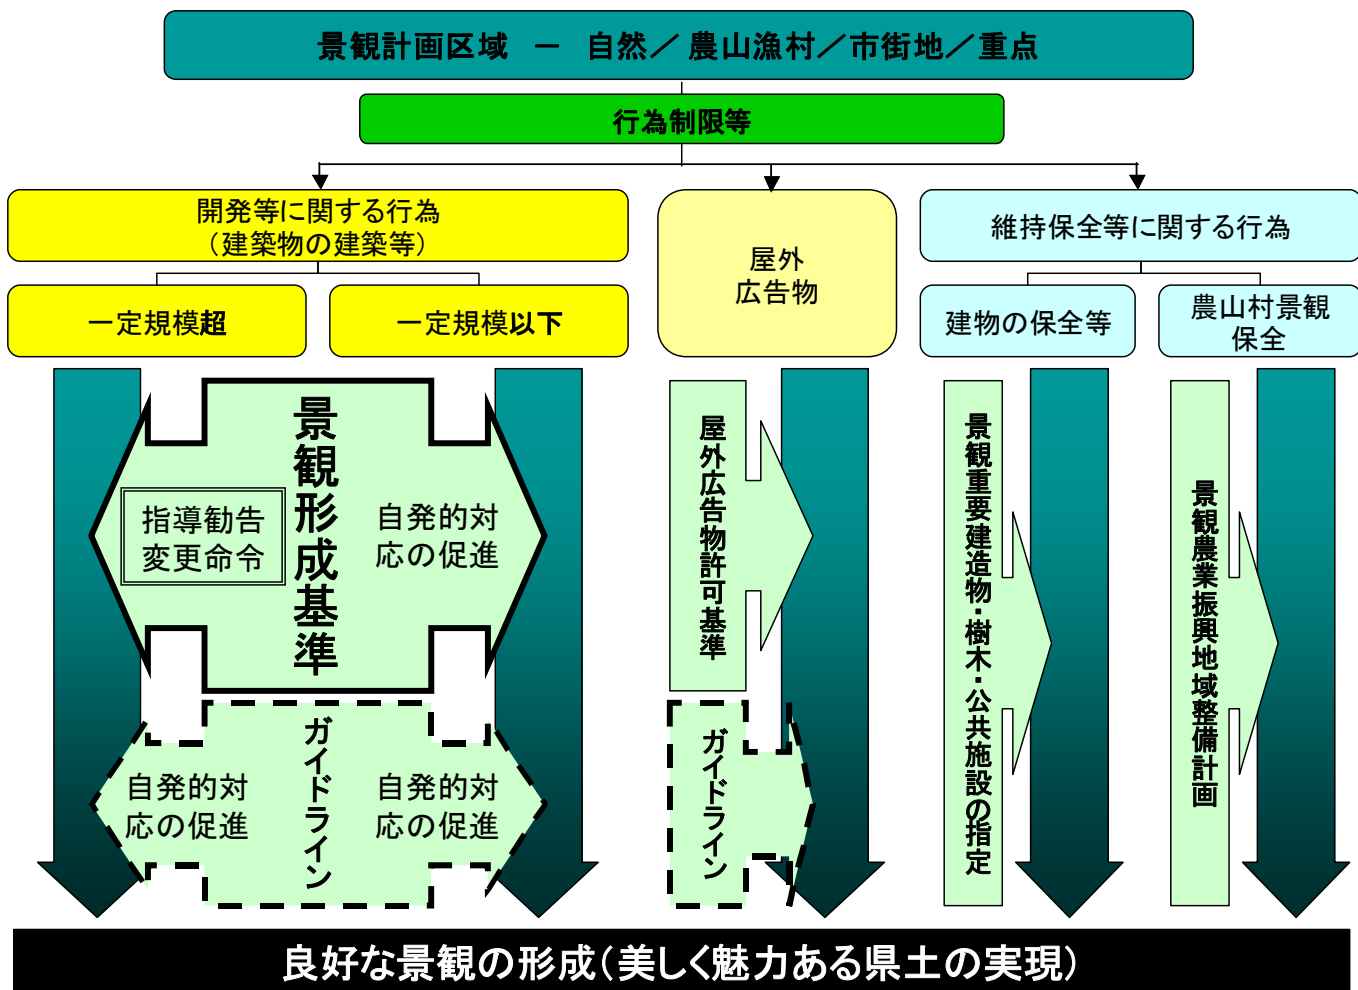 景観計画区域　－　自然／農山漁村／市街地／重点
行為制限等
開発等に関する行為
（建築物の建築等）
屋外
広告物
維持保全等に関する行為
一定規模超
一定規模以下
建物の保全等
農山村景観
保全
景観形成基準
指導勧告
変更命令
自発的対
応の促進
屋外広告物許可基準
景観重要建造物・樹木・公共施設の指定
景観農業振興地域整備計画
ガイドライン
自発的対
応の促進
自発的対
応の促進
ガイドライン
良好な景観の形成（美しく魅力ある県土の実現）